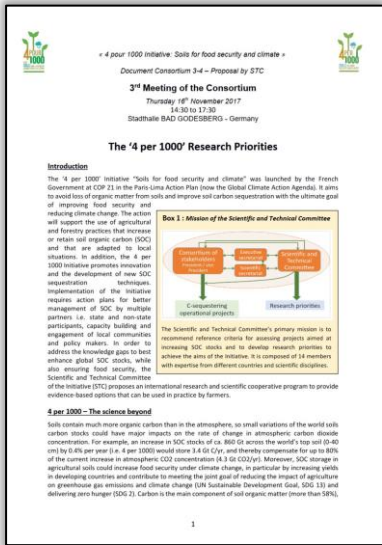 4 POUR
1000
4 POUR
1000
« 4 pour 1000 Initiative: Soils for food security and climate »
Document Consortium 3-4 – Proposal by STC
3rd Meeting of the Consortium
Thursday 16th November 2017
14:30 to 17:30
Stadthalle BAD GODESBERG - Germany
The '4 per 1000' Research Priorities
Introduction
The '4 per 1000' Initiative "Soils for food security and climate" was launched by the French
Government at COP 21 in the Paris-Lima Action Plan (now the Global Climate Action Agenda). It aims
to avoid loss of organic matter from soils and improve soil carbon sequestration with the ultimate goal
of improving food security and
reducing climate change. The action
will support the use of agricultural
and forestry practices that increase
or retain soil organic carbon (SOC)
and that are adapted to local
situations. In addition, the 4 per
1000 Initiative promotes innovation
and the development of new SOC
sequestration techniques.
Implementation of the Initiative
requires action plans for better
management of SOC by multiple
partners i.e. state and non-state
participants, capacity building and
engagement of local communities
and policy makers. In order to
address the knowledge gaps to best
enhance global SOC stocks, while
also ensuring food security, the
Scientific and Technical Committee
of the Initiative (STC) proposes an international research and scientific cooperative program to provide
evidence-based options that can be used in practice by farmers.
Box 1 : Mission of the Scientific and Technical Committee
Consortium of
stakeholders
Executive
secretariat
Scientific
secretariat
Scientific and
Technical
Committee
C-sequestering
operational projects
Research priorities
The Scientific and Technical Committee's primary mission is to
recommend reference criteria for assessing projects aimed at
increasing SOC stocks and to develop research priorities to
achieve the aims of the Initiative. It is composed of 14 members
with expertise from different countries and scientific disciplines.
4 per 1000 – The science beyond
Soils contain much more organic carbon than in the atmosphere, so small variations of the world soils
carbon stocks could have major impacts on the rate of change in atmospheric carbon dioxide
concentration. For example, an increase in SOC stocks of ca. 860 Gt across the world's top soil (0-40
cm) by 0.4% per year (i.e. 4 per 1000) would store 3.4 Gt C/yr, and thereby compensate for up to 80%
of the current increase in atmospheric CO2 concentration (4.3 Gt CO2/yr). Moreover, SOC storage in
agricultural soils could increase food security under climate change, in particular by increasing yields
in developing countries and contribute to meeting the joint goal of reducing the impact of agriculture
on greenhouse gas emissions and climate change (UN Sustainable Development Goal, SDG 13) and
delivering zero hunger (SDG 2). Carbon is the main component of soil organic matter (more than 58%),
1